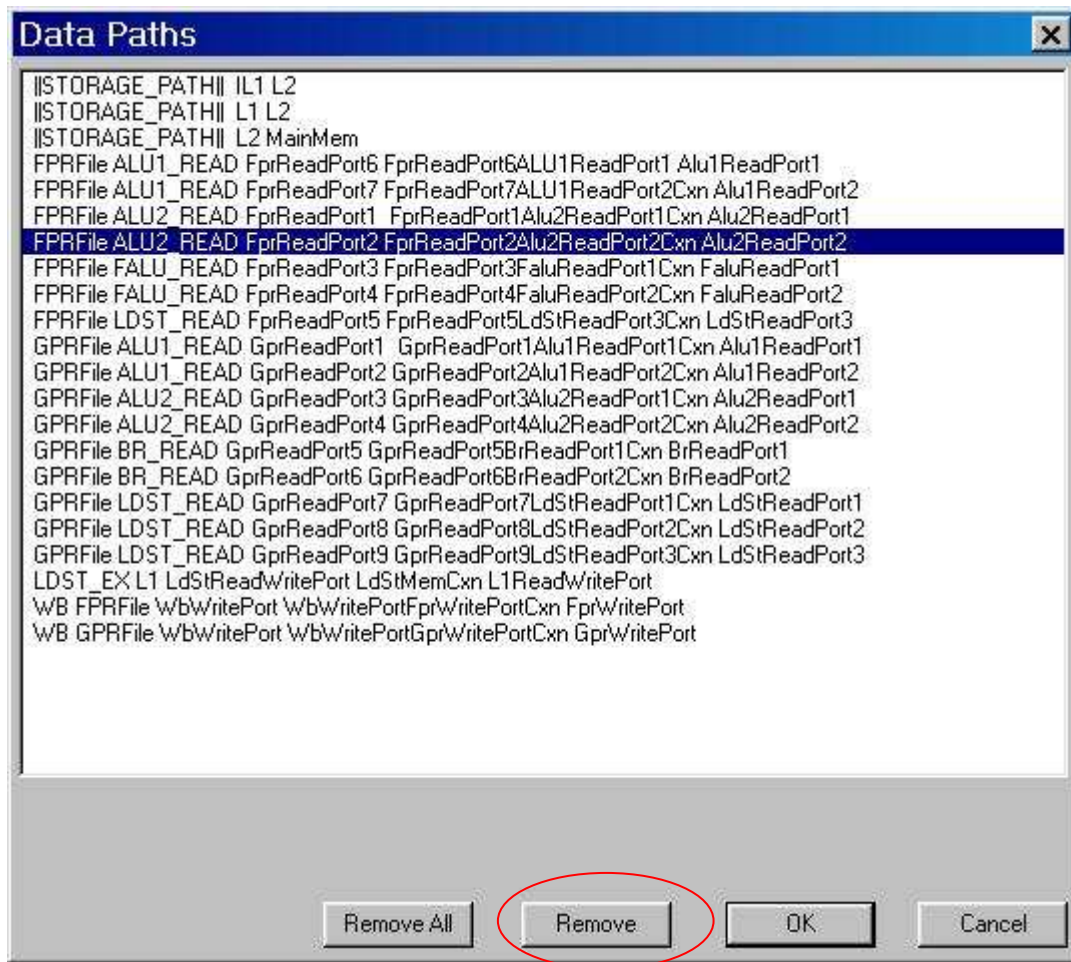 Data Paths
||STORAGE_PATH|| IL1 L2
||STORAGE_PATH|| L1 L2
||STORAGE_PATH|| L2 MainMem
FPRFile ALU1_READ FprReadPort6 FprReadPort6ALU1ReadPort1 Alu1ReadPort1
FPRFile ALU1_READ FprReadPort7 FprReadPort7ALU1ReadPort2Cxn Alu1ReadPort2
FPRFile ALU2_READ FprReadPort1 FprReadPort1Alu2ReadPort1Cxn Alu2ReadPort1
FPRFile ALU2_READ FprReadPort2 FprReadPort2Alu2ReadPort2Cxn Alu2ReadPort2
FPRFile FALU_READ FprReadPort3 FprReadPort3FaluReadPort1Cxn FaluReadPort1
FPRFile FALU_READ FprReadPort4 FprReadPort4FaluReadPort2Cxn FaluReadPort2
FPRFile LDST_READ FprReadPort5 FprReadPort5LdStReadPort3Cxn LdStReadPort3
GPRFile ALU1_READ GprReadPort1 GprReadPort1Alu1ReadPort1Cxn Alu1ReadPort1
GPRFile ALU1_READ GprReadPort2 GprReadPort2Alu1ReadPort2Cxn Alu1ReadPort2
GPRFile ALU2_READ GprReadPort3 GprReadPort3Alu2ReadPort1Cxn Alu2ReadPort1
GPRFile ALU2_READ GprReadPort4 GprReadPort4Alu2ReadPort2Cxn Alu2ReadPort2
GPRFile BR_READ GprReadPort5 GprReadPort5BrReadPort1Cxn BrReadPort1
GPRFile BR_READ GprReadPort6 GprReadPort6BrReadPort2Cxn BrReadPort2
GPRFile LDST_READ GprReadPort7 GprReadPort7LdStReadPort1Cxn LdStReadPort1
GPRFile LDST_READ GprReadPort8 GprReadPort8LdStReadPort2Cxn LdStReadPort2
GPRFile LDST_READ GprReadPort9 GprReadPort9LdStReadPort3Cxn LdStReadPort3
LDST_EX L1 LdStReadWritePort LdStMemCxn L1ReadWritePort
WB FPRFile WbWritePort WbWritePortFprWritePortCxn FprWritePort
WB GPRFile WbWritePort WbWritePortGprWritePortCxn GprWritePort
Remove All Remove OK Cancel